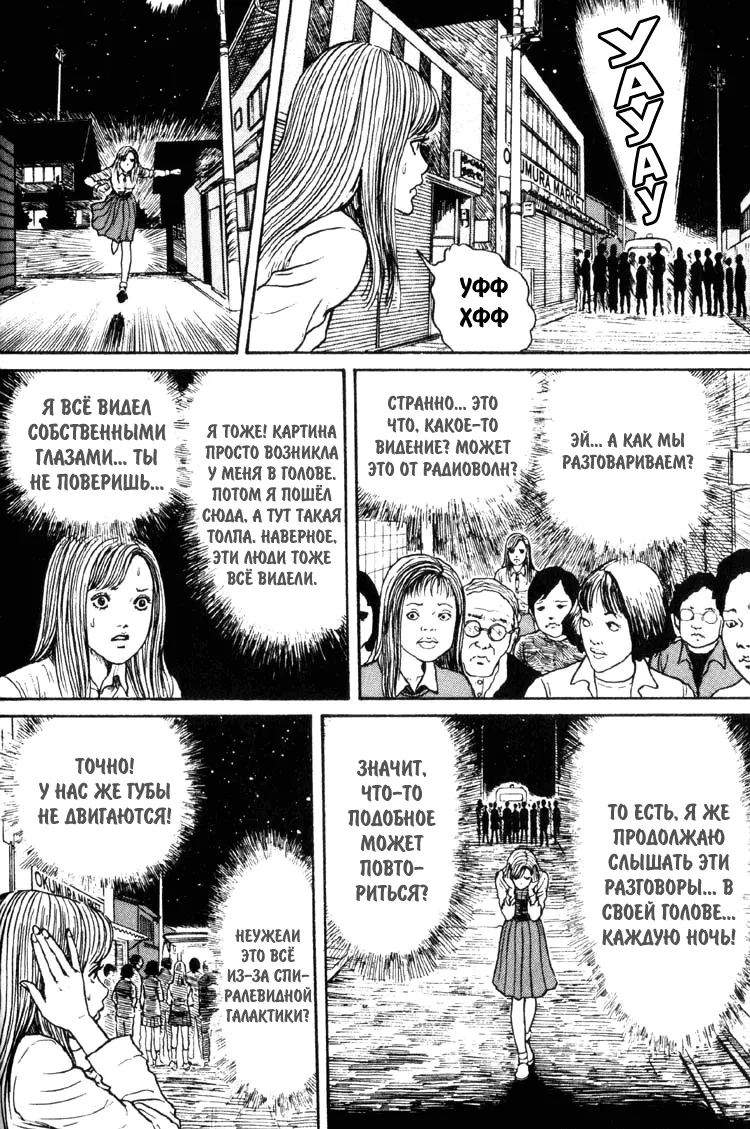 УАУАУ
OKUMURA MARKET
УФФ
ХФФ
Я ВСЁ ВИДЕЛ
СОБСТВЕННЫМИ
ГЛАЗАМИ... ТЫ
НЕ ПОВЕРИШЬ...
Я ТОЖЕ! КАРТИНА
ПРОСТО ВОЗНИКЛА
У МЕНЯ В ГОЛОВЕ.
ПОТОМ Я ПОШЁЛ
СЮДА, А ТУТ ТАКАЯ
ТОЛПА. НАВЕРНОЕ,
ЭТИ ЛЮДИ ТОЖЕ
ВСЁ ВИДЕЛИ.
СТРАННО... ЭТО
ЧТО, КАКОЕ-ТО
ВИДЕНИЕ? МОЖЕТ
ЭТО ОТ РАДИОВОЛН?
ЭЙ... А КАК МЫ
РАЗГОВАРИВАЕМ?
ТОЧНО!
У НАС ЖЕ ГУБЫ
НЕ ДВИГАЮТСЯ!
НЕУЖЕЛИ
ЭТО ВСЁ
ИЗ-ЗА СПИ-
РАЛЕВИДНОЙ
ГАЛАКТИКИ?
ЗНАЧИТ,
ЧТО-ТО
ПОДОБНОЕ
МОЖЕТ
ПОВТО-
РИТЬСЯ?
ТО ЕСТЬ, Я ЖЕ
ПРОДОЛЖАЮ
СЛЫШАТЬ ЭТИ
РАЗГОВОРЫ... В
СВОЕЙ ГОЛОВЕ...
КАЖДУЮ НОЧЬ!